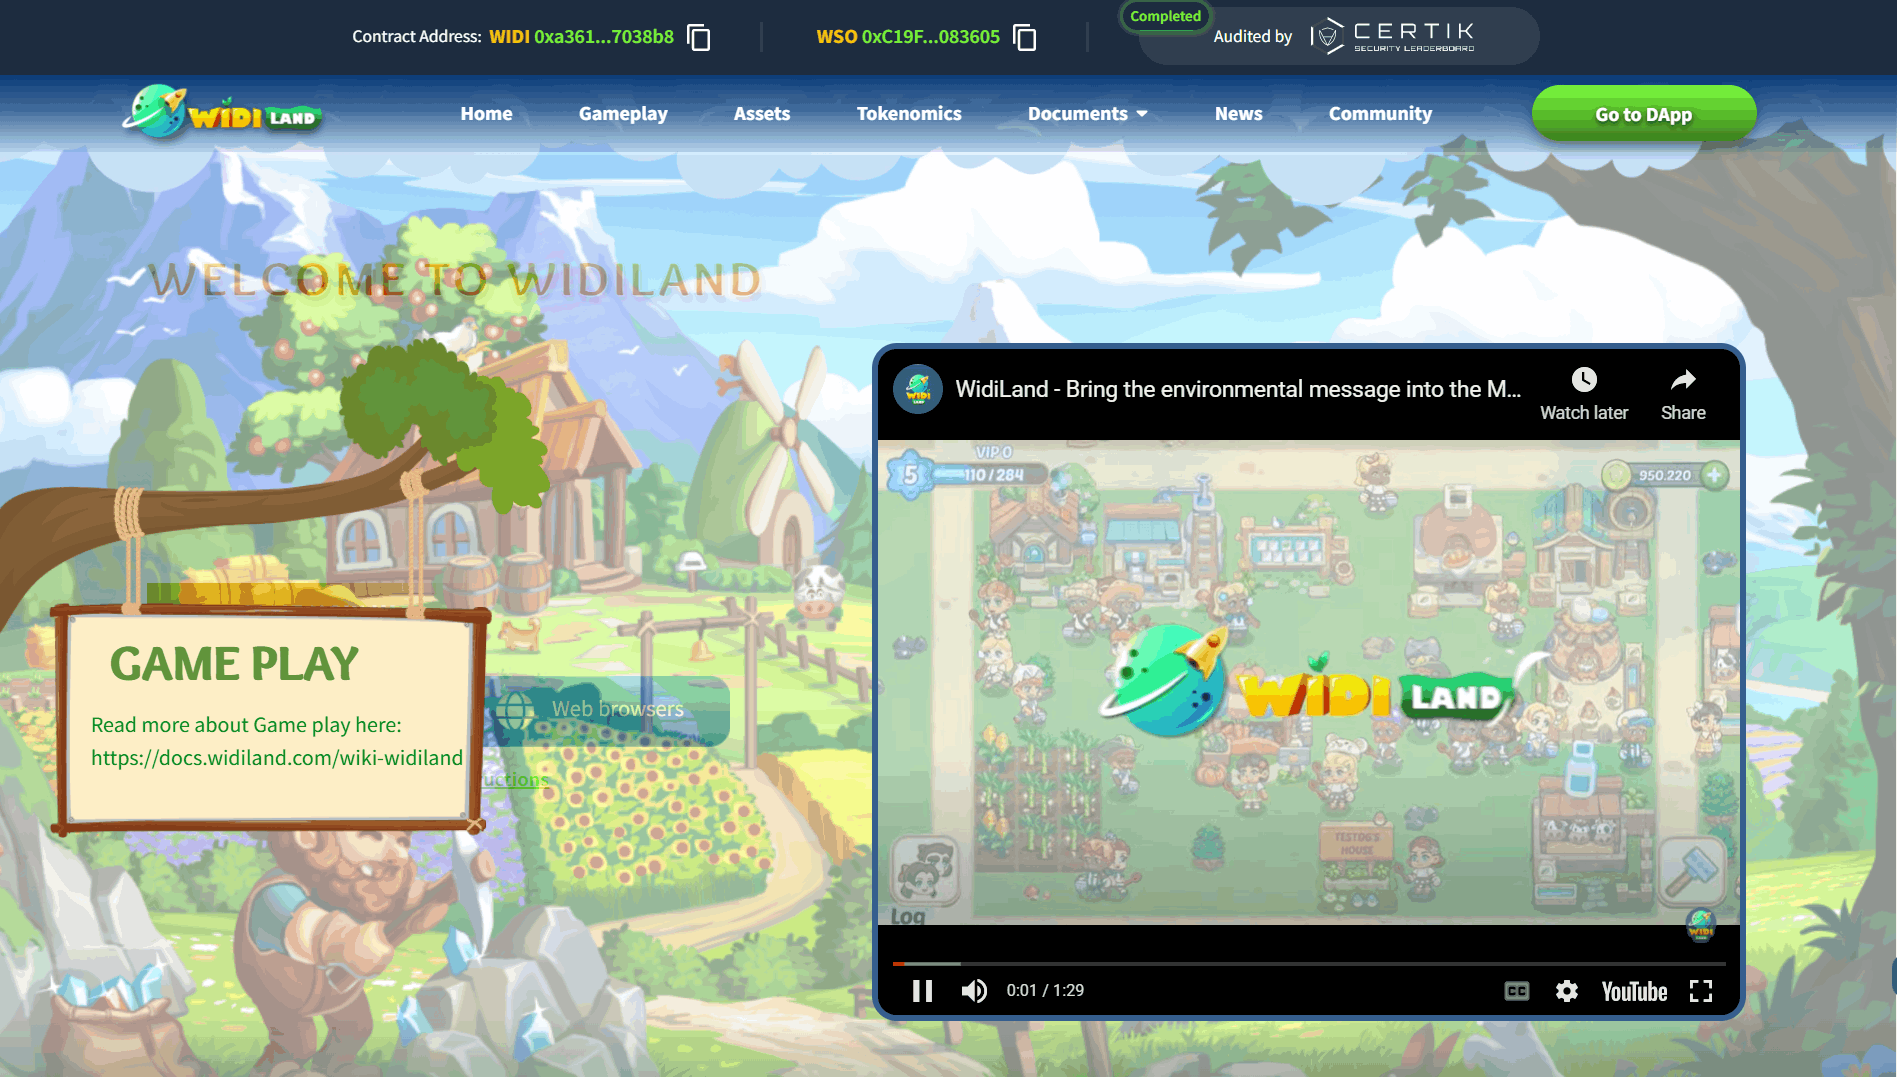 Completed
Contract Address: WIDI 0xa361...7038b8
WSO 0xC19F...083605
Audited by CERTIK
SECURITY LEADERBOARD
WIDI LAND
Home
Gameplay
Assets
Tokenomics
Documents
News
Community
Go to DApp
WELCOME TO WIDILAND
WidiLand - Bring the environmental message into the M...
Watch later
Share
VIP 0
5
110/284
950.220
WIDI LAND
TESTDG'S
HOUSE
Log
GAME PLAY
Read more about Game play here:
https://docs.widiland.com/wiki-widiland
Web browsers
uctions
0:01 / 1:29
CC
YouTube